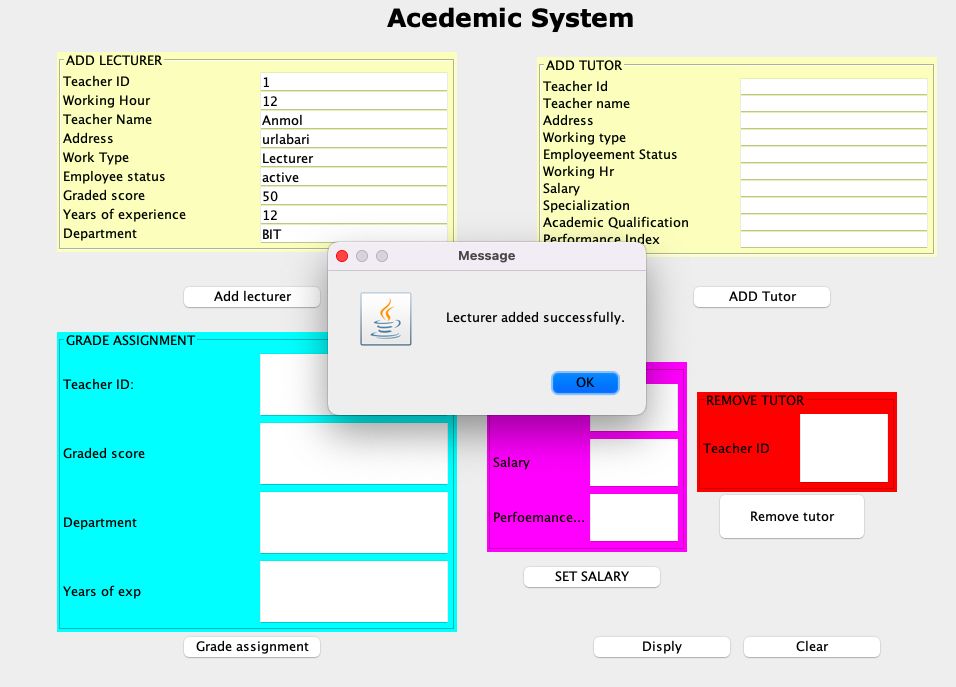 Acedemic System
ADD LECTURER
Teacher ID 1
Working Hour 12
Teacher Name Anmol
Address urlabari
Work Type Lecturer
Employee status active
Graded score 50
Years of experience 12
Department BIT
Add lecturer
ADD TUTOR
Teacher Id
Teacher name
Address
Working type
Employeement Status
Working Hr
Salary
Specialization
Academic Qualification
Performance Index
ADD Tutor
Message
Lecturer added successfully.
OK
GRADE ASSIGNMENT
Teacher ID:
Graded score
Department
Years of exp
Grade assignment
Salary
Perfoemance...
SET SALARY
REMOVE TUTOR
Teacher ID
Remove tutor
Disply
Clear